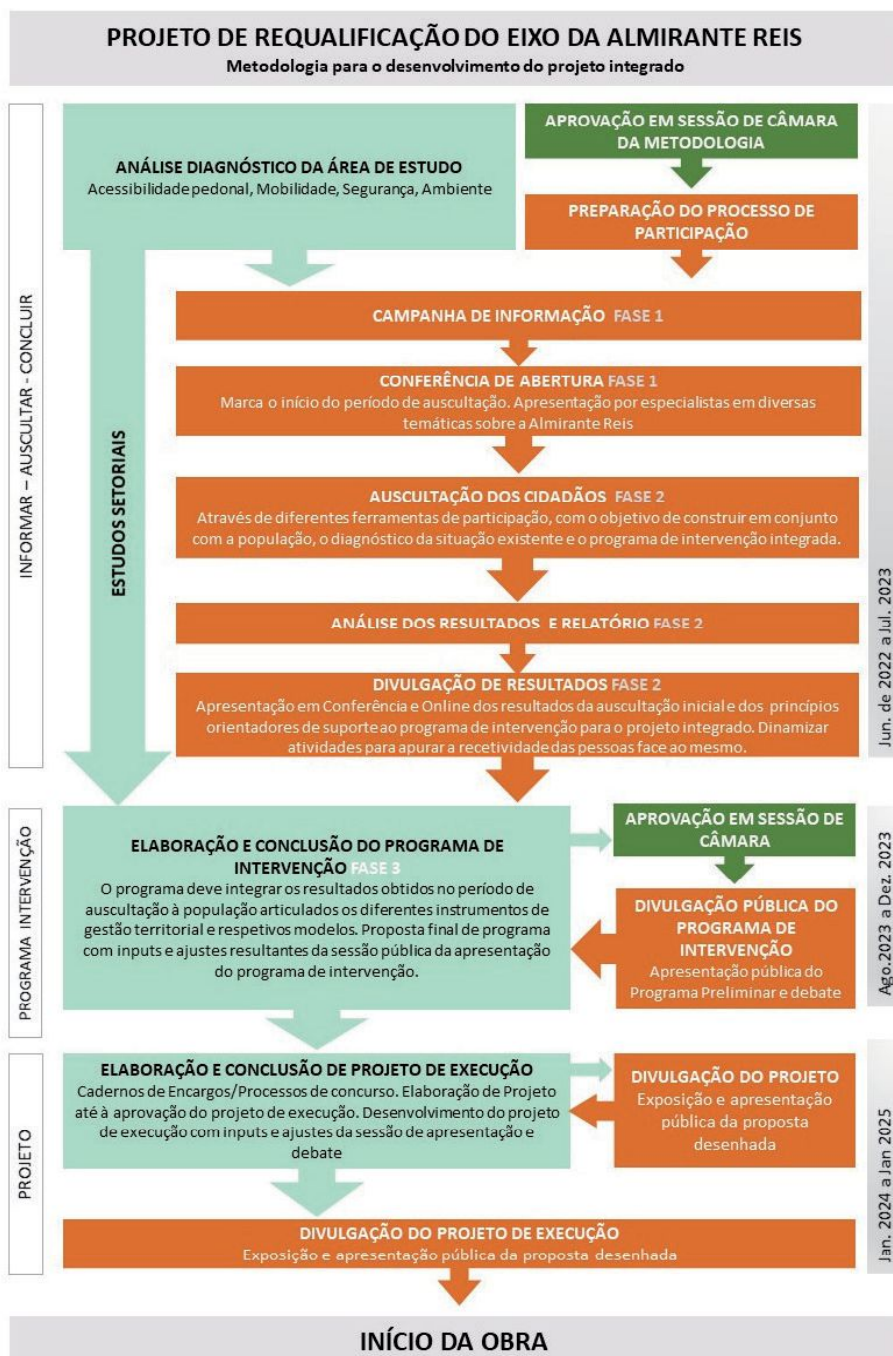 PROJETO DE REQUALIFICAÇÃO DO EIXO DA ALMIRANTE REIS
Metodologia para o desenvolvimento do projeto integrado
INFORMAR – AUSCULTAR - CONCLUIR
ANÁLISE DIAGNÓSTICO DA ÁREA DE ESTUDO
Acessibilidade pedonal, Mobilidade, Segurança, Ambiente
APROVAÇÃO EM SESSÃO DE CÂMARA
DA METODOLOGIA
PREPARAÇÃO DO PROCESSO DE
PARTICIPAÇÃO
ESTUDOS SETORIAIS
CAMPANHA DE INFORMAÇÃO FASE 1
CONFERÊNCIA DE ABERTURA FASE 1
Marca o início do período de auscultação. Apresentação por especialistas em diversas
temáticas sobre a Almirante Reis
AUSCULTAÇÃO DOS CIDADÃOS FASE 2
Através de diferentes ferramentas de participação, com o objetivo de construir em conjunto
com a população, o diagnóstico da situação existente e o programa de intervenção integrada.
ANÁLISE DOS RESULTADOS E RELATÓRIO FASE 2
DIVULGAÇÃO DE RESULTADOS FASE 2
Apresentação em Conferência e Online dos resultados da auscultação inicial e dos princípios
orientadores de suporte ao programa de intervenção para o projeto integrado. Dinamizar
atividades para apurar a recetividade das pessoas face ao mesmo.
Jun. de 2022 a Jul. 2023
PROGRAMA INTERVENÇÃO
ELABORAÇÃO E CONCLUSÃO DO PROGRAMA DE
INTERVENÇÃO FASE 3
O programa deve integrar os resultados obtidos no período de
auscultação à população articulados os diferentes instrumentos de
gestão territorial e respetivos modelos. Proposta final de programa
com inputs e ajustes resultantes da sessão pública da apresentação
do programa de intervenção.
APROVAÇÃO EM SESSÃO DE
CÂMARA
DIVULGAÇÃO PÚBLICA DO
PROGRAMA DE
INTERVENÇÃO
Apresentação pública do
Programa Preliminar e debate
Ago.2023 a Dez. 2023
PROJETO
ELABORAÇÃO E CONCLUSÃO DE PROJETO DE EXECUÇÃO
Cadernos de Encargos/Processos de concurso. Elaboração de Projeto
até à aprovação do projeto de execução. Desenvolvimento do projeto
de execução com inputs e ajustes da sessão de apresentação e
debate
DIVULGAÇÃO DO PROJETO
Exposição e apresentação
pública da proposta
desenhada
Jan. 2024 a Jan 2025
DIVULGAÇÃO DO PROJETO DE EXECUÇÃO
Exposição e apresentação pública da proposta desenhada
INÍCIO DA OBRA